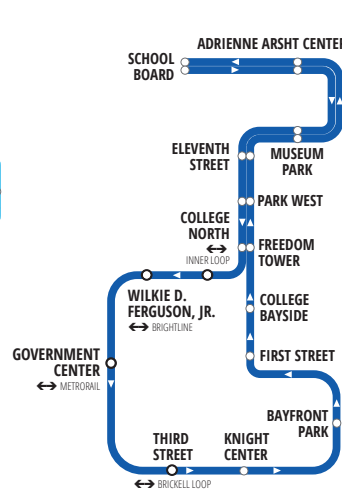 ADRIENNE ARSHT CENTER
SCHOOL
BOARD
ELEVENTH
STREET
MUSEUM
PARK
PARK WEST
COLLEGE
NORTH
INNER LOOP
FREEDOM
TOWER
WILKIE D.
FERGUSON, JR.
BRIGHTLINE
COLLEGE
BAYSIDE
GOVERNMENT
CENTER
METRORAIL
FIRST STREET
BAYFRONT
PARK
THIRD
STREET
KNIGHT
CENTER
BRICKELL LOOP